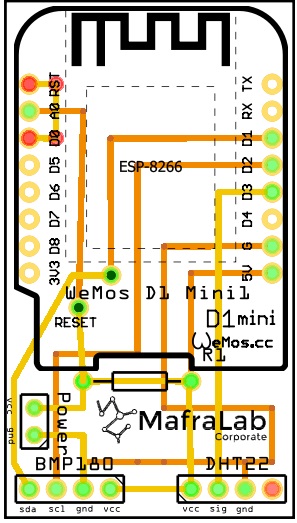 RST
TX
A0
RX
D0
D1
ESP-8266
D5
D2
D6
D3
D7
D4
D8
G
3V3
5V
WeMos D1 Mini1
RESET
D1 mini
WeMos.cc
R1
vcc
gnd
Power
MafraLab
Corporate
BMP180
DHT22
sda scl gnd vcc
vcc sig gnd